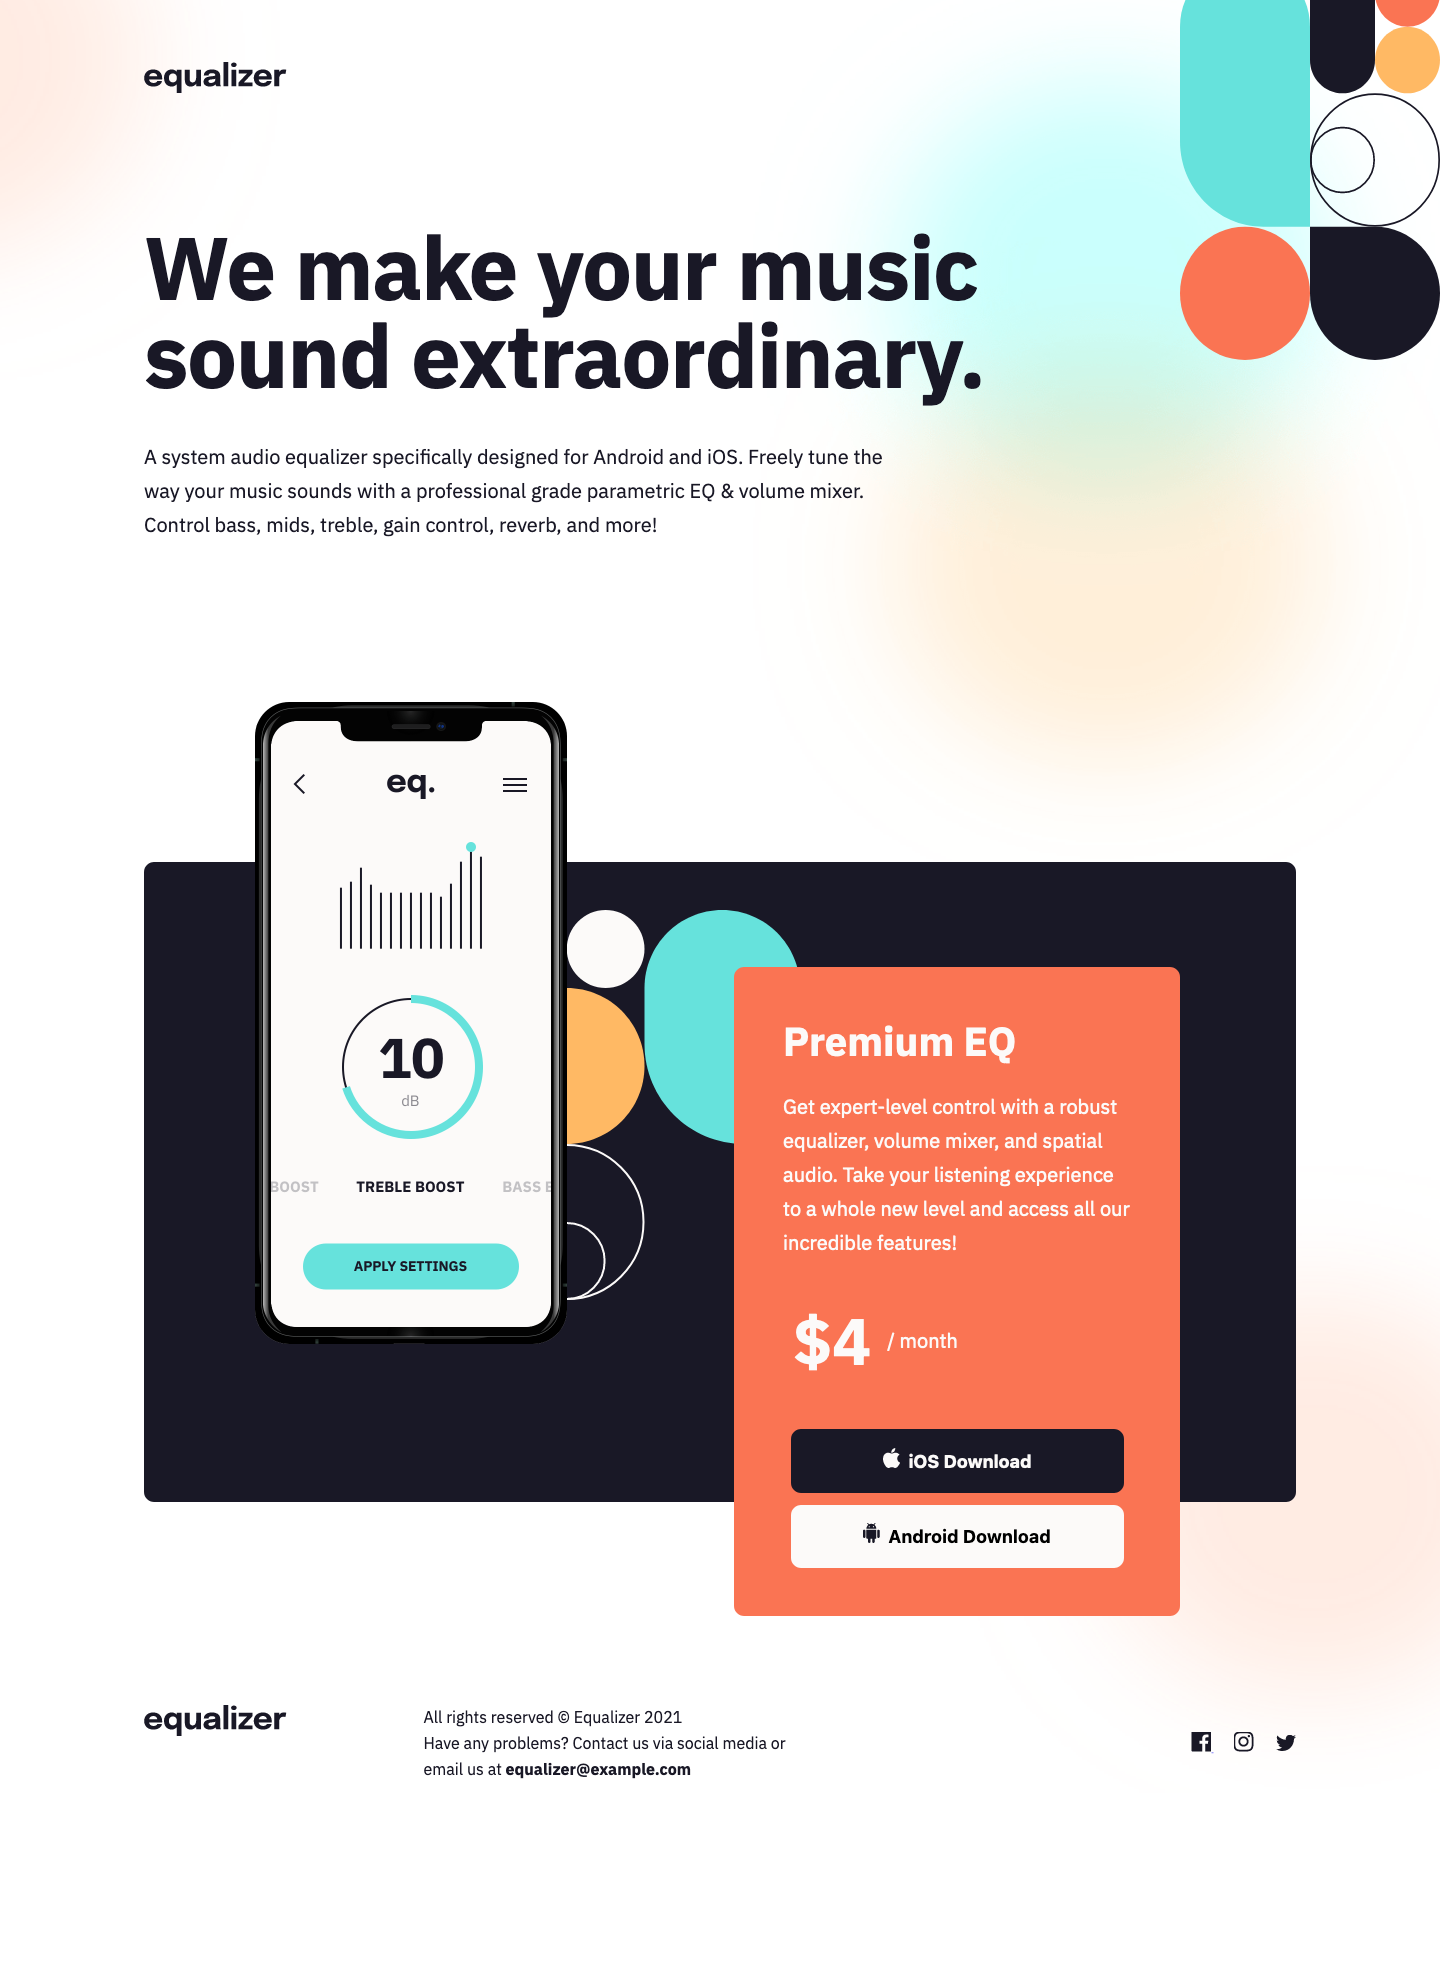 equalizer
We make your music
sound extraordinary.
A system audio equalizer specifically designed for Android and iOS. Freely tune the
way your music sounds with a professional grade parametric EQ & volume mixer.
Control bass, mids, treble, gain control, reverb, and more!
eq.
10
dB
BOOST TREBLE BOOST BASS B
APPLY SETTINGS
Premium EQ
Get expert-level control with a robust
equalizer, volume mixer, and spatial
audio. Take your listening experience
to a whole new level and access all our
incredible features!
$4 / month
iOS Download
Android Download
equalizer
All rights reserved © Equalizer 2021
Have any problems? Contact us via social media or
email us at equalizer@example.com